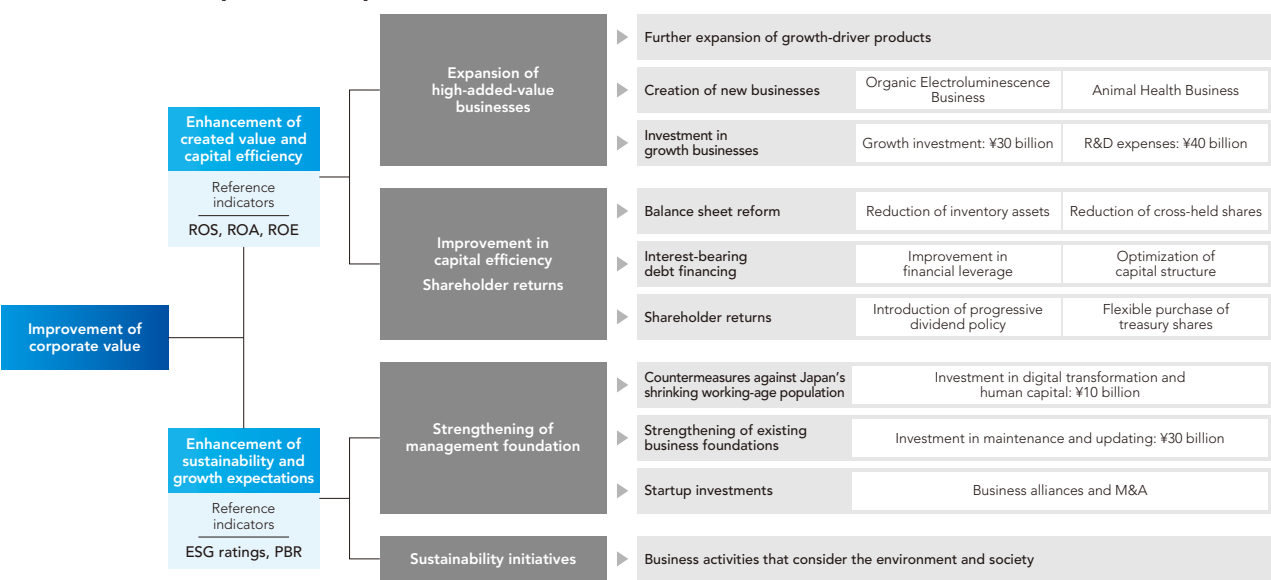 Improvement of
corporate value
Enhancement of
created value and
capital efficiency
Reference
indicators
ROS, ROA, ROE
Expansion of
high-added-value
businesses
Further expansion of growth-driver products
Creation of new businesses
Organic Electroluminescence
Business
Animal Health Business
Investment in
growth businesses
Growth investment: ¥30 billion
R&D expenses: ¥40 billion
Improvement in
capital efficiency
Shareholder returns
Balance sheet reform
Reduction of inventory assets
Reduction of cross-held shares
Interest-bearing
debt financing
Improvement in
financial leverage
Optimization of
capital structure
Shareholder returns
Introduction of progressive
dividend policy
Flexible purchase of
treasury shares
Enhancement of
sustainability and
growth expectations
Reference
indicators
ESG ratings, PBR
Strengthening of
management foundation
Countermeasures against Japan's
shrinking working-age population
Investment in digital transformation and
human capital: ¥10 billion
Strengthening of existing
business foundations
Investment in maintenance and updating: ¥30 billion
Startup investments
Business alliances and M&A
Sustainability initiatives
Business activities that consider the environment and society